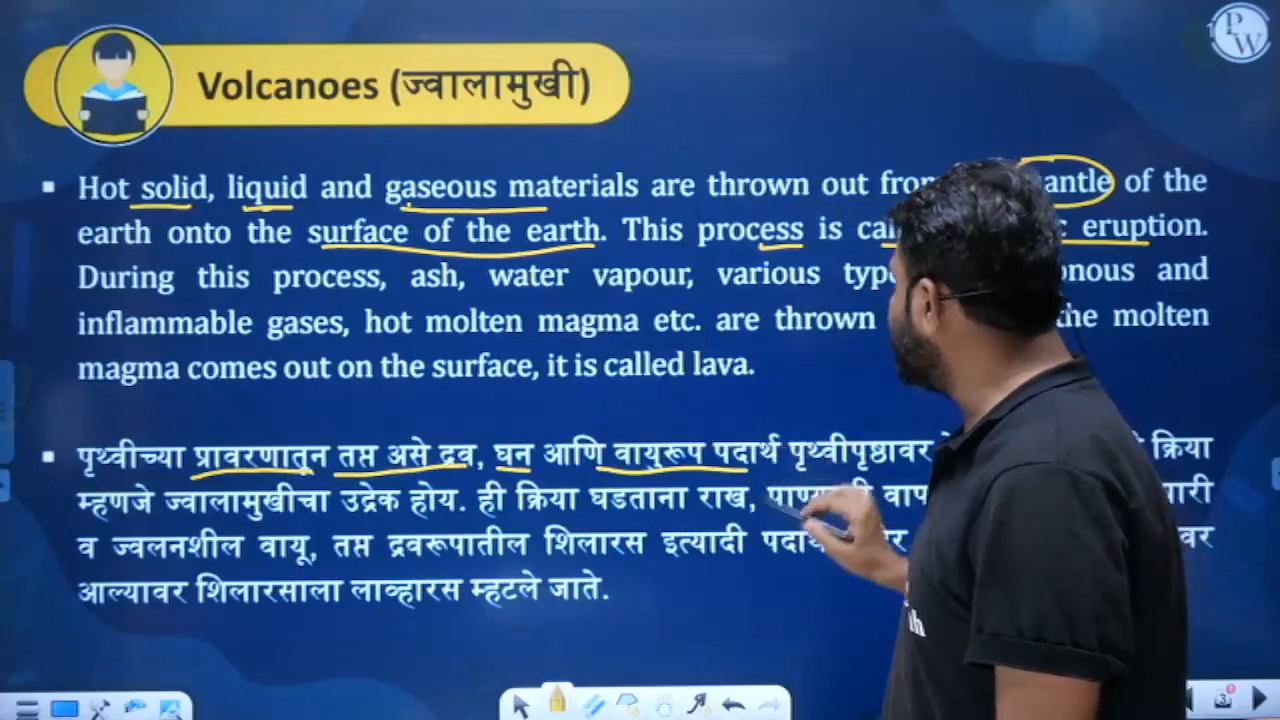 PW
Volcanoes (ज्वालामुखी)
▪ Hot solid, liquid and gaseous materials are thrown out of the
earth onto the surface of the earth. This process is eruption.
During this process, ash, water vapour, various and
inflammable gases, hot molten magma etc. are thrown the molten
magma comes out on the surface, it is called lava.
▪ पृथ्वीच्या प्रावरणातून तप्त असे द्रव, घन आणि वायुरूप पदार्थ पृथ्वीपृष्ठावर क्रिया
म्हणजे ज्वालामुखीचा उद्रेक होय. ही क्रिया घडताना राख,
व ज्वलनशील वायू, तप्त द्रवरूपातील शिलारस इत्यादी
आल्यावर शिलारसाला लाव्हारस म्हटले जाते.
3